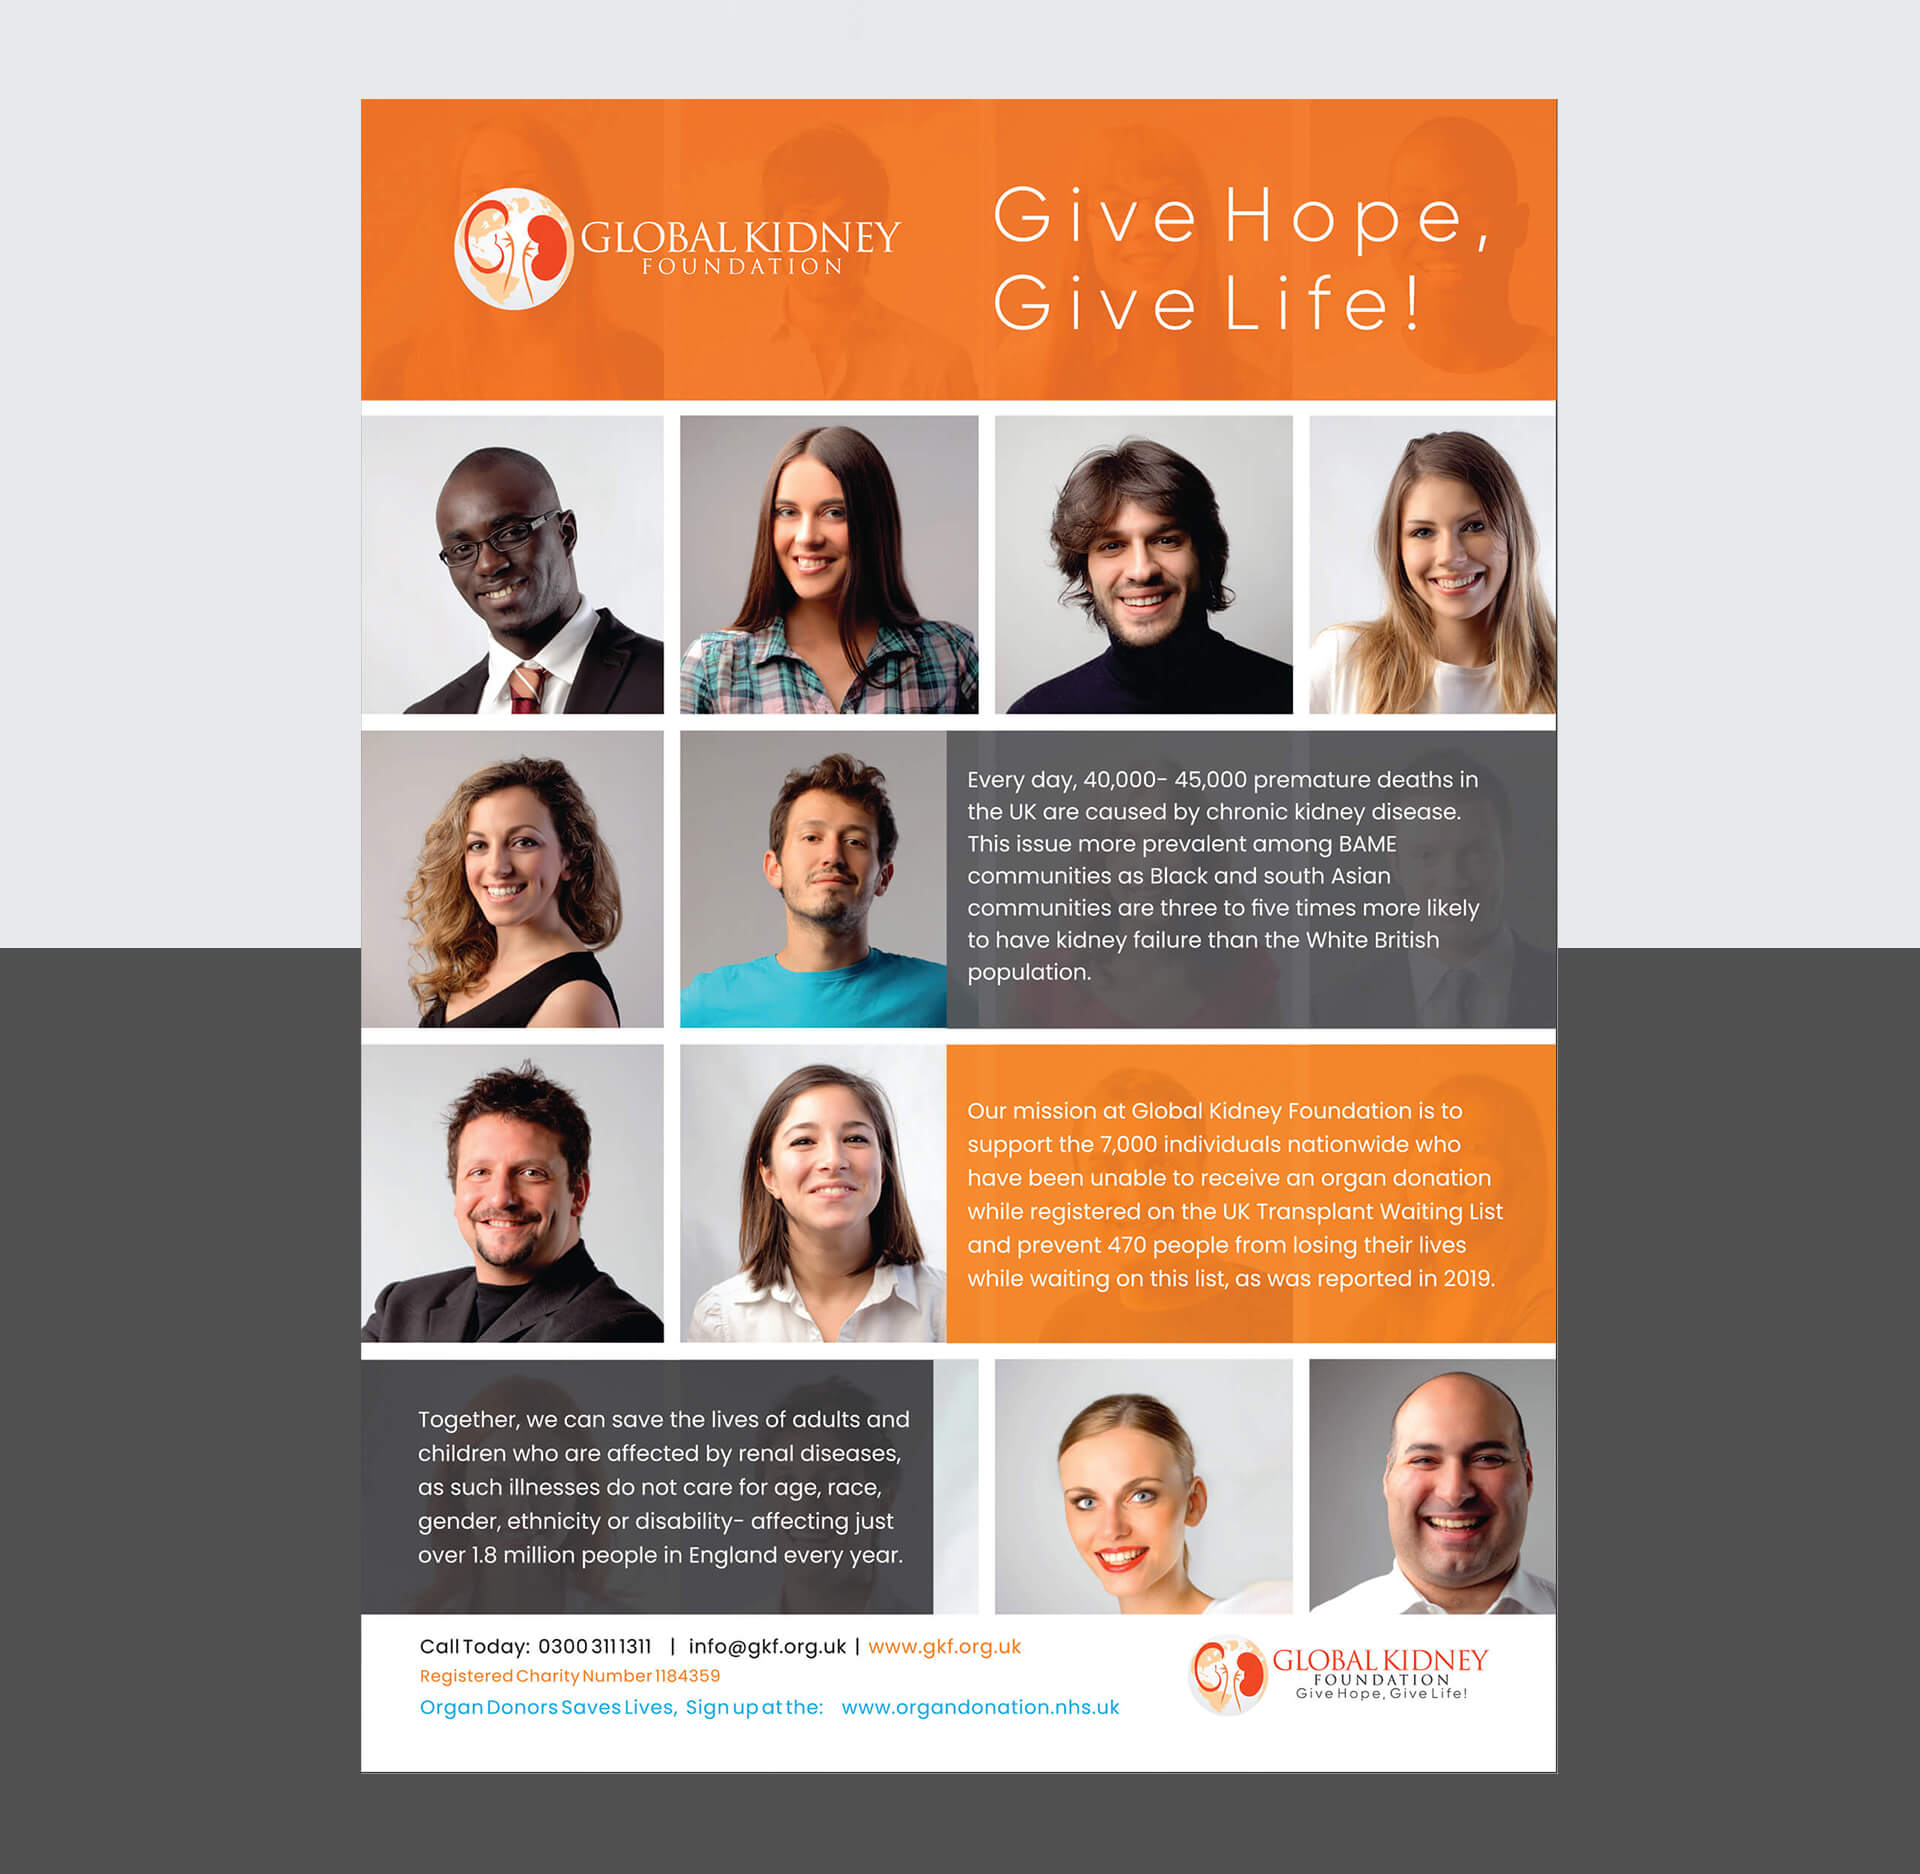 GLOBAL KIDNEY
FOUNDATION
Give Hope,
Give Life!
Every day, 40,000- 45,000 premature deaths in
the UK are caused by chronic kidney disease.
This issue more prevalent among BAME
communities as Black and south Asian
communities are three to five times more likely
to have kidney failure than the White British
population.
Our mission at Global Kidney Foundation is to
support the 7,000 individuals nationwide who
have been unable to receive an organ donation
while registered on the UK Transplant Waiting List
and prevent 470 people from losing their lives
while waiting on this list, as was reported in 2019.
Together, we can save the lives of adults and
children who are affected by renal diseases,
as such illnesses do not care for age, race,
gender, ethnicity or disability- affecting just
over 1.8 million people in England every year.
Call Today: 0300 311 1311 | info@gkf.org.uk | www.gkf.org.uk
Registered Charity Number 1184359
Organ Donors Saves Lives, Sign up at the: www.organdonation.nhs.uk
GLOBAL KIDNEY
FOUNDATION
Give Hope, Give Life!